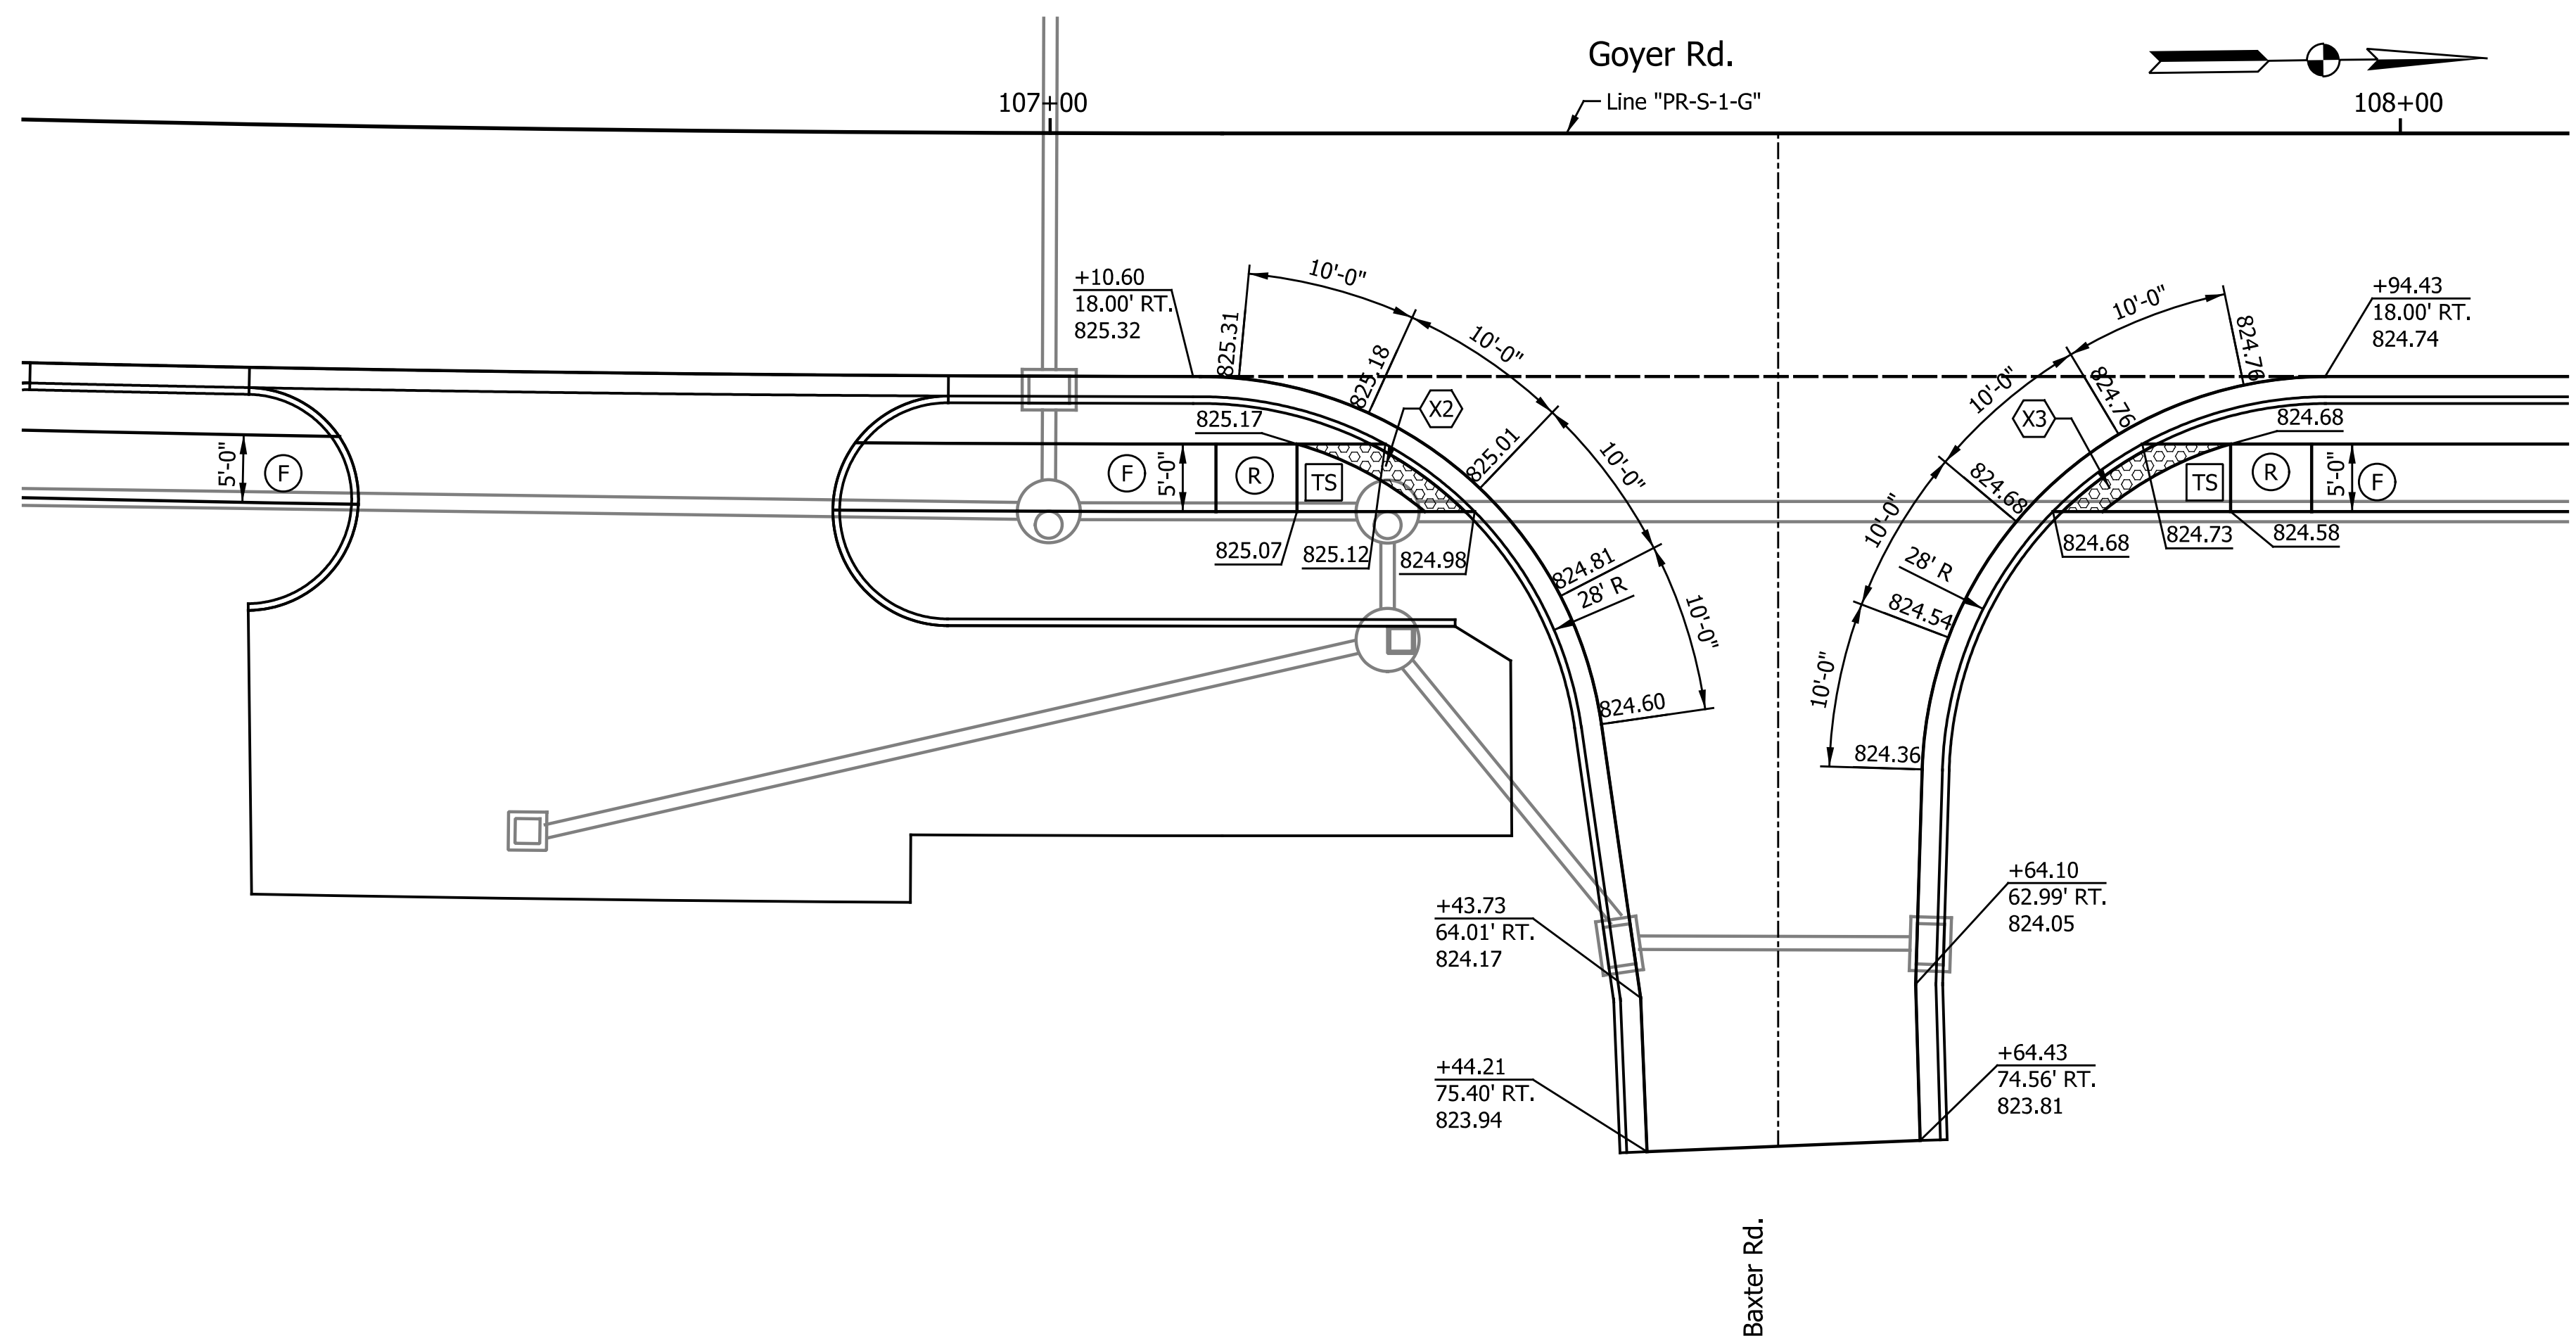 Goyer Rd.
107+00
Line "PR-S-1-G"
108+00
+10.60
18.00' RT.
825.32
825.31
10'-0"
825.18
10'-0"
X2
825.01
10'-0"
824.81
28' R
10'-0"
824.60
825.17
5'-0"
F
F
5'-0"
R
TS
825.07
825.12
824.98
+94.43
18.00' RT.
824.74
10'-0"
824.76
10'-0"
824.76
X3
824.68
10'-0"
824.68
TS
R
5'-0"
F
824.68
824.73
824.58
28' R
824.54
10'-0"
824.36
+43.73
64.01' RT.
824.17
+64.10
62.99' RT.
824.05
+44.21
75.40' RT.
823.94
+64.43
74.56' RT.
823.81
Baxter Rd.